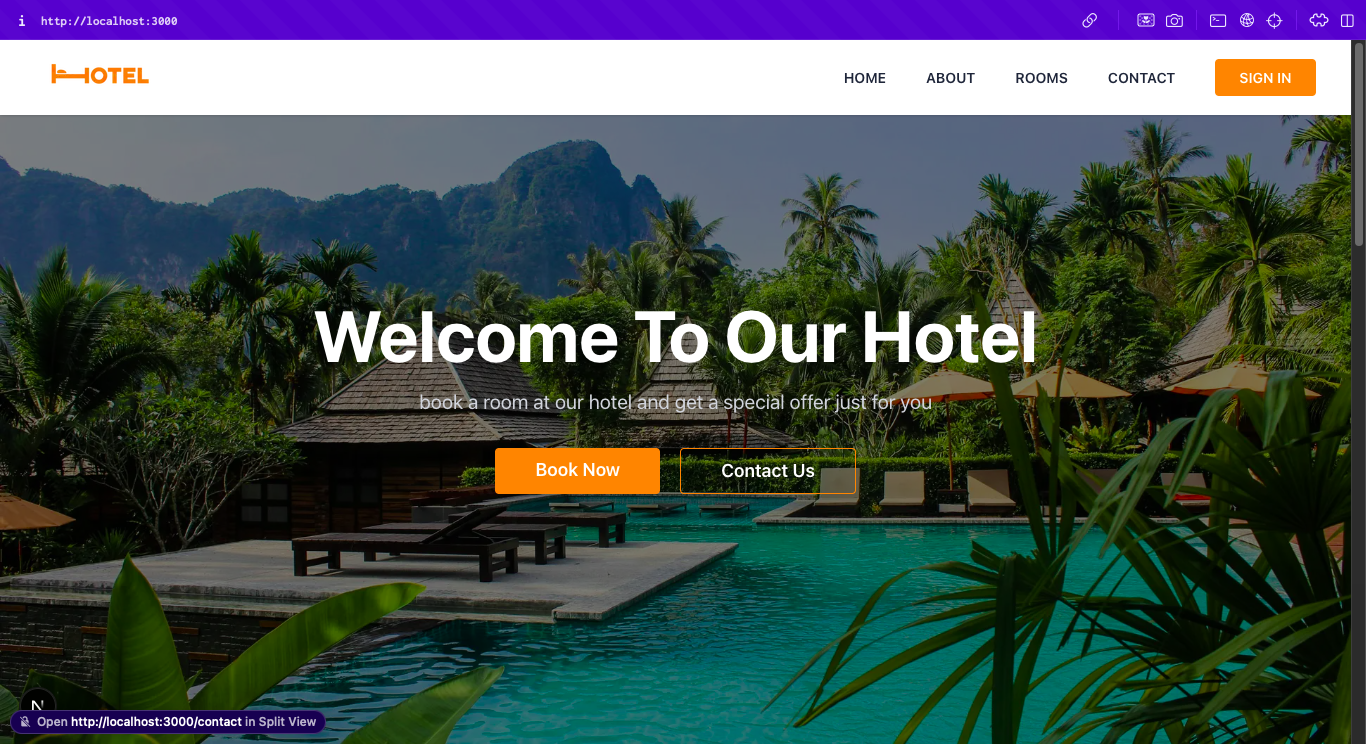 i http://localhost:3000
HOTEL
HOME ABOUT ROOMS CONTACT SIGN IN
Welcome To Our Hotel
book a room at our hotel and get a special offer just for you
Book Now Contact Us
N
Open http://localhost:3000/contact in Split View